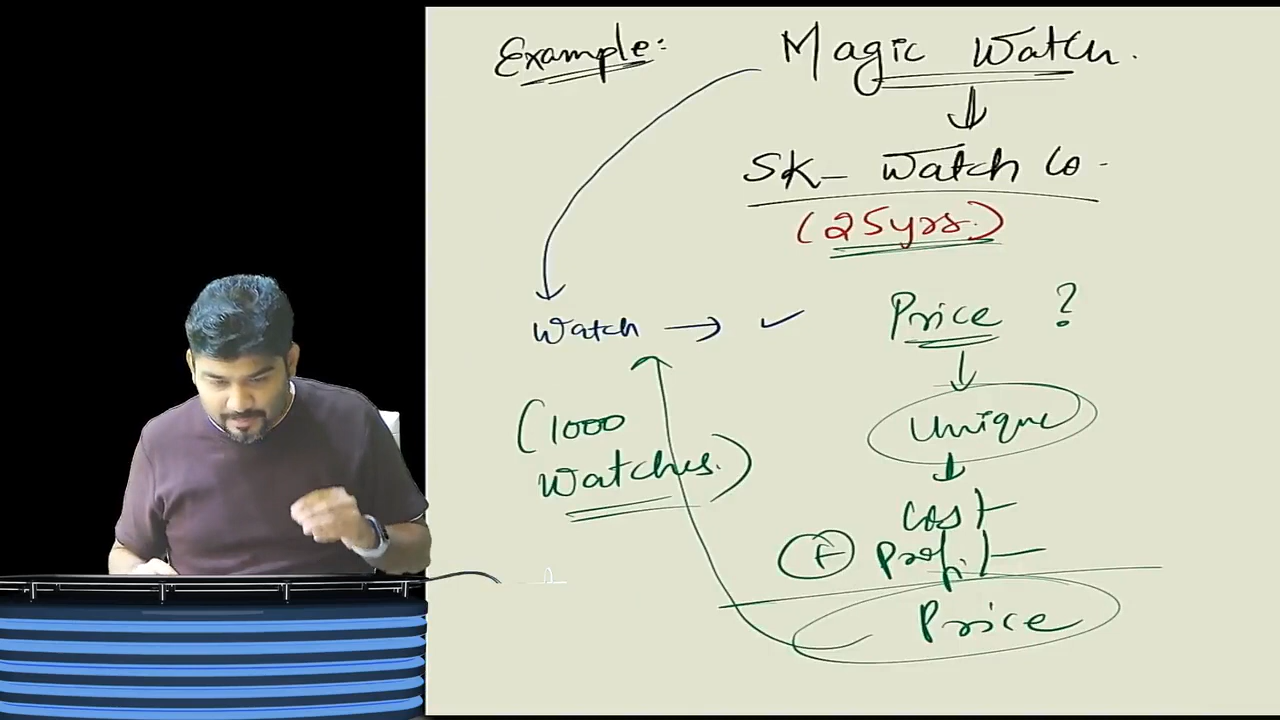 Example:
Magic Watch.
SK- Watch Co.
(25yrs.)
Watch → ✓
Price ?
Unique
(1000
Watches.)
Cost
+ Profit
Price